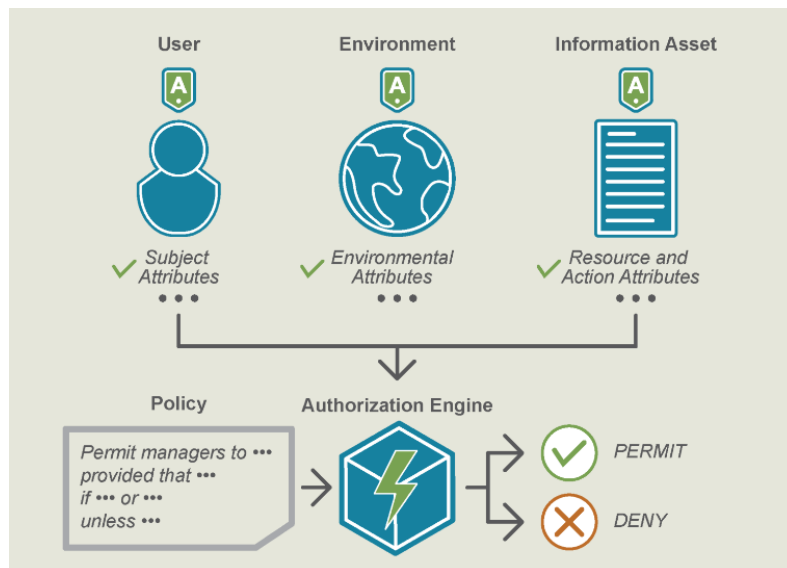 User
Environment
Information Asset
A
A
A
Subject
Attributes
Environmental
Attributes
Resource and
Action Attributes
•••
•••
•••
Policy
Authorization Engine
Permit managers to •••
provided that •••
if ••• or •••
unless •••
PERMIT
DENY